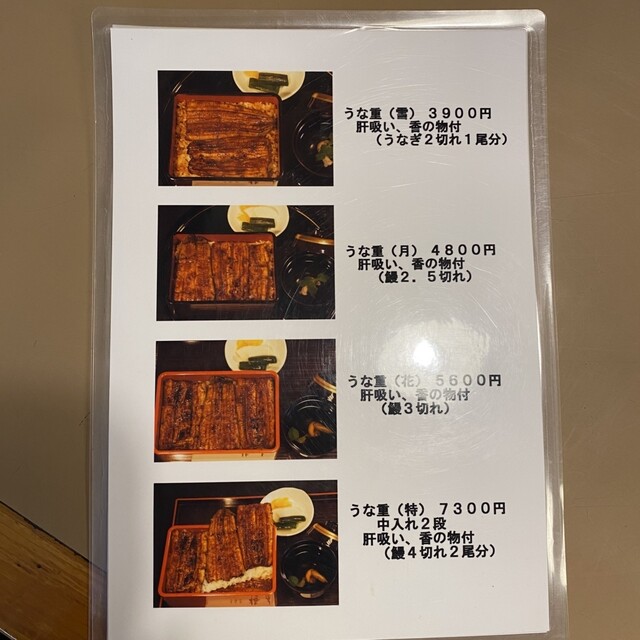 うな重（雪）３９００円
肝吸い、香の物付
（うなぎ２切れ１尾分）
うな重（月）４８００円
肝吸い、香の物付
（鰻２．５切れ）
うな重（花）５６００円
肝吸い、香の物付
（鰻３切れ）
うな重（特）７３００円
中入れ２段
肝吸い、香の物付
（鰻４切れ２尾分）